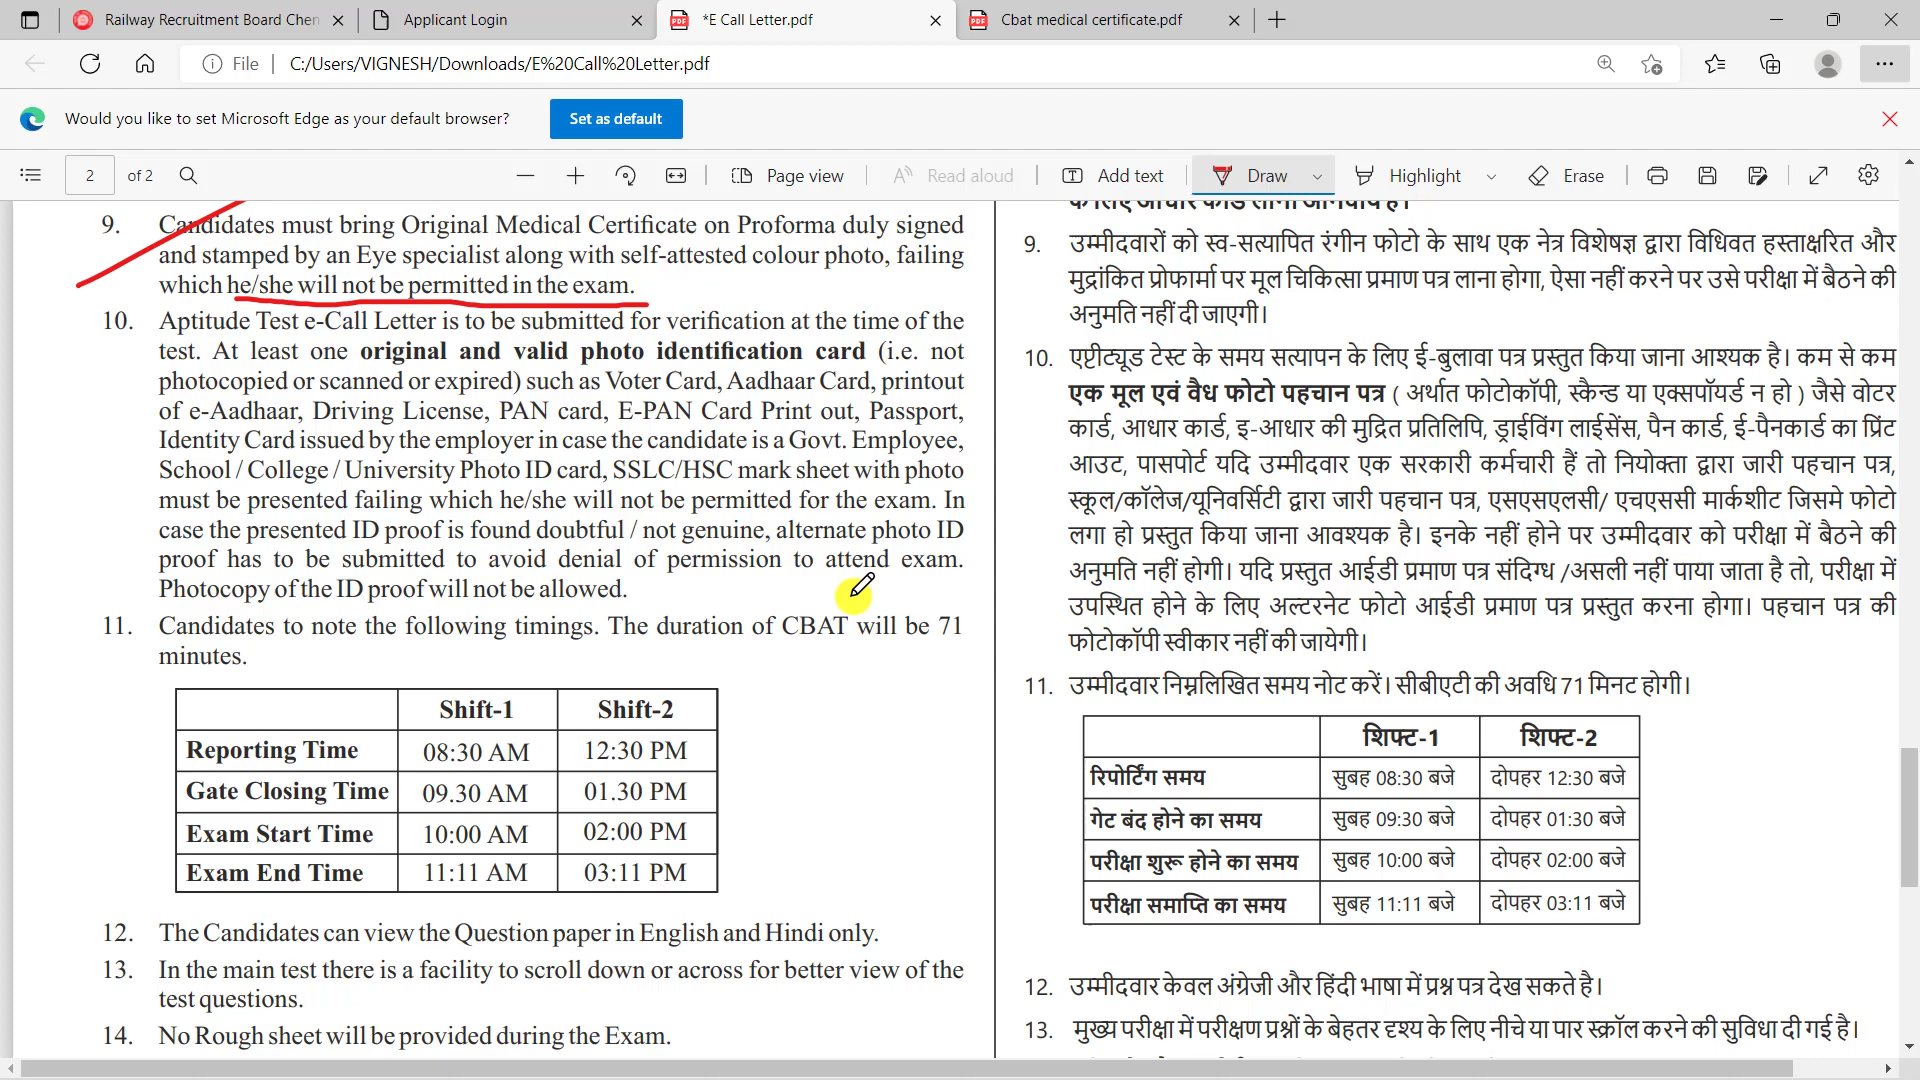 Railway Recruitment Board Chen
Applicant Login
*E Call Letter.pdf
Cbat medical certificate.pdf
File
C:/Users/VIGNESH/Downloads/E%20Call%20Letter.pdf
Would you like to set Microsoft Edge as your default browser?
Set as default
2 of 2
Page view
Read aloud
Add text
Draw
Highlight
Erase
9. Candidates must bring Original Medical Certificate on Proforma duly signed
and stamped by an Eye specialist along with self-attested colour photo, failing
which he/she will not be permitted in the exam.
10. Aptitude Test e-Call Letter is to be submitted for verification at the time of the
test. At least one original and valid photo identification card (i.e. not
photocopied or scanned or expired) such as Voter Card, Aadhaar Card, printout
of e-Aadhaar, Driving License, PAN card, E-PAN Card Print out, Passport,
Identity Card issued by the employer in case the candidate is a Govt. Employee,
School / College / University Photo ID card, SSLC/HSC mark sheet with photo
must be presented failing which he/she will not be permitted for the exam. In
case the presented ID proof is found doubtful / not genuine, alternate photo ID
proof has to be submitted to avoid denial of permission to attend exam.
Photocopy of the ID proof will not be allowed.
11. Candidates to note the following timings. The duration of CBAT will be 71
minutes.
Shift-1 Shift-2
Reporting Time 08:30 AM 12:30 PM
Gate Closing Time 09.30 AM 01.30 PM
Exam Start Time 10:00 AM 02:00 PM
Exam End Time 11:11 AM 03:11 PM
12. The Candidates can view the Question paper in English and Hindi only.
13. In the main test there is a facility to scroll down or across for better view of the
test questions.
14. No Rough sheet will be provided during the Exam.
9. उम्मीदवारों को स्व-सत्यापित रंगीन फोटो के साथ एक नेत्र विशेषज्ञ द्वारा विधिवत हस्ताक्षरित और
मुद्रांकित प्रोफार्मा पर मूल चिकित्सा प्रमाण पत्र लाना होगा, ऐसा नहीं करने पर उसे परीक्षा में बैठने की
अनुमति नहीं दी जाएगी।
10. एप्टीट्यूड टेस्ट के समय सत्यापन के लिए ई-बुलावा पत्र प्रस्तुत किया जाना आश्यक है। कम से कम
एक मूल एवं वैध फोटो पहचान पत्र ( अर्थात फोटोकॉपी, स्कैन्ड या एक्सपॉयर्ड न हो ) जैसे वोटर
कार्ड, आधार कार्ड, इ-आधार की मुद्रित प्रतिलिपि, ड्राईविंग लाईसेंस, पैन कार्ड, ई-पैनकार्ड का प्रिंट
आउट, पासपोर्ट यदि उम्मीदवार एक सरकारी कर्मचारी हैं तो नियोक्ता द्वारा जारी पहचान पत्र,
स्कूल/कॉलेज/यूनिवर्सिटी द्वारा जारी पहचान पत्र, एसएसएलसी/ एचएससी मार्कशीट जिसमे फोटो
लगा हो प्रस्तुत किया जाना आवश्यक है। इनके नहीं होने पर उम्मीदवार को परीक्षा में बैठने की
अनुमति नहीं होगी। यदि प्रस्तुत आईडी प्रमाण पत्र संदिग्ध /असली नहीं पाया जाता है तो, परीक्षा में
उपस्थित होने के लिए अल्टरनेट फोटो आईडी प्रमाण पत्र प्रस्तुत करना होगा। पहचान पत्र की
फोटोकॉपी स्वीकार नहीं की जायेगी।
11. उम्मीदवार निम्नलिखित समय नोट करें। सीबीएटी की अवधि 71 मिनट होगी।
शिफ्ट-1 शिफ्ट-2
रिपोर्टिंग समय सुबह 08:30 बजे दोपहर 12:30 बजे
गेट बंद होने का समय सुबह 09:30 बजे दोपहर 01:30 बजे
परीक्षा शुरू होने का समय सुबह 10:00 बजे दोपहर 02:00 बजे
परीक्षा समाप्ति का समय सुबह 11:11 बजे दोपहर 03:11 बजे
12. उम्मीदवार केवल अंग्रेजी और हिंदी भाषा में प्रश्न पत्र देख सकते है।
13. मुख्य परीक्षा में परीक्षण प्रश्नों के बेहतर दृश्य के लिए नीचे या पार स्क्रॉल करने की सुविधा दी गई है।